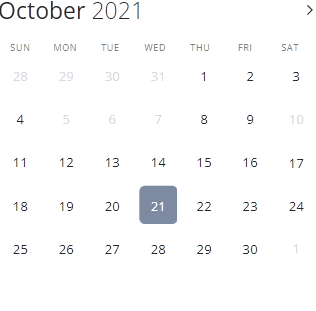 October 2021
SUN MON TUE WED THU FRI SAT
28 29 30 31 1 2 3
4 5 6 7 8 9 10
11 12 13 14 15 16 17
18 19 20 21 22 23 24
25 26 27 28 29 30 1